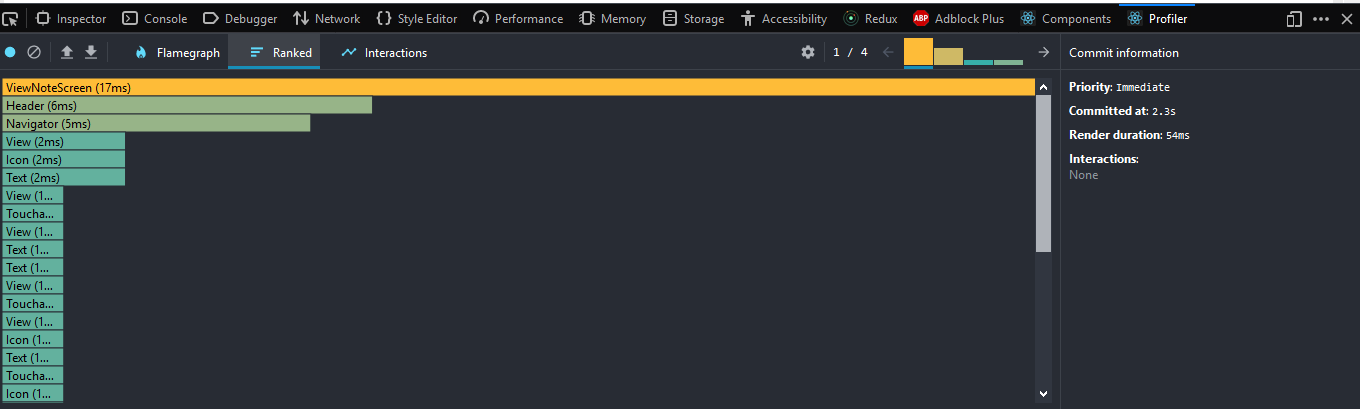 Inspector Console Debugger Network Style Editor Performance Memory Storage Accessibility Redux ABP Adblock Plus Components Profiler
Flamegraph Ranked Interactions 1 / 4 Commit information
ViewNoteScreen (17ms)
Header (6ms)
Navigator (5ms)
View (2ms)
Icon (2ms)
Text (2ms)
View (1...
Toucha...
View (1...
Text (1...
Text (1...
View (1...
Toucha...
View (1...
Icon (1...
Text (1...
Toucha...
Icon (1...
Priority: Immediate
Committed at: 2.3s
Render duration: 54ms
Interactions:
None